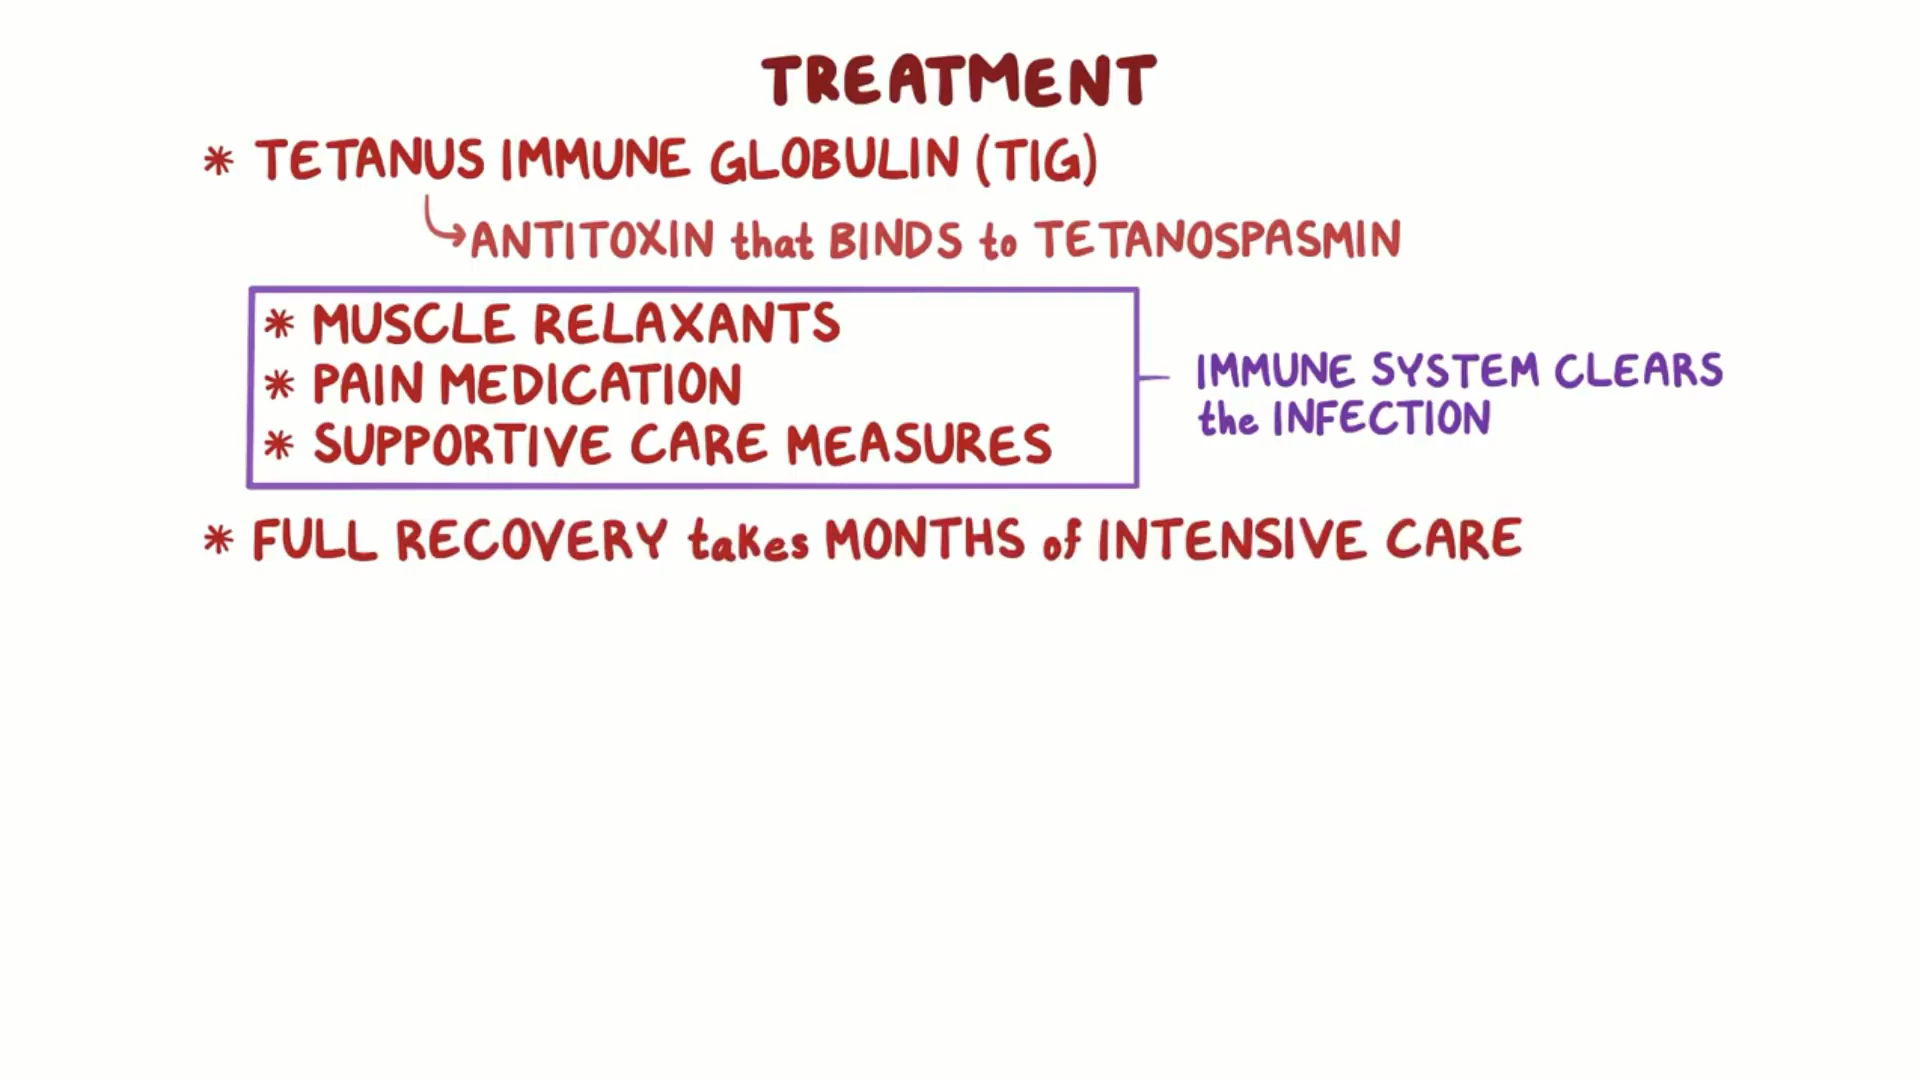 TREATMENT
* TETANUS IMMUNE GLOBULIN (TIG)
ANTITOXIN that BINDS to TETANOSPASMIN
* MUSCLE RELAXANTS
* PAIN MEDICATION
* SUPPORTIVE CARE MEASURES
IMMUNE SYSTEM CLEARS
the INFECTION
* FULL RECOVERY takes MONTHS of INTENSIVE CARE